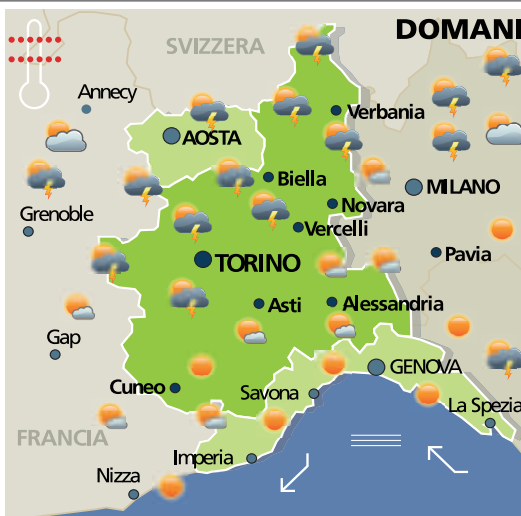 DOMANI
SVIZZERA
Annecy
Verbania
AOSTA
Biella
MILANO
Grenoble
Novara
Vercelli
TORINO
Pavia
Asti
Alessandria
Gap
GENOVA
Cuneo
Savona
La Spezia
FRANCIA
Imperia
Nizza